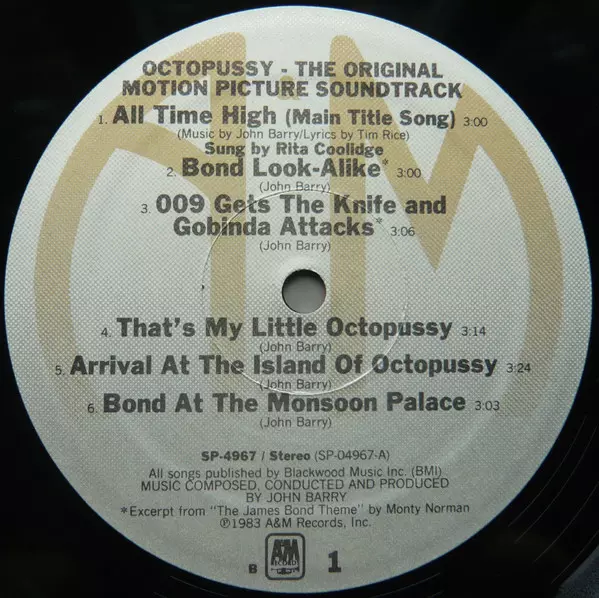 OCTOPUSSY - THE ORIGINAL
MOTION PICTURE SOUNDTRACK
1. All Time High (Main Title Song) 3:00
(Music by John Barry/Lyrics by Tim Rice)
Sung by Rita Coolidge
2. Bond Look-Alike* 3:00
(John Barry)
3. 009 Gets The Knife and
Gobinda Attacks* 3:06
(John Barry)
4. That's My Little Octopussy 3:14
(John Barry)
5. Arrival At The Island Of Octopussy 3:24
(John Barry)
6. Bond At The Monsoon Palace 3:03
(John Barry)
SP-4967 / Stereo (SP-04967-A)
All songs published by Blackwood Music Inc. (BMI)
MUSIC COMPOSED, CONDUCTED AND PRODUCED
BY JOHN BARRY
*Excerpt from "The James Bond Theme" by Monty Norman
℗1983 A&M Records, Inc.
B A&M RECORDS 1